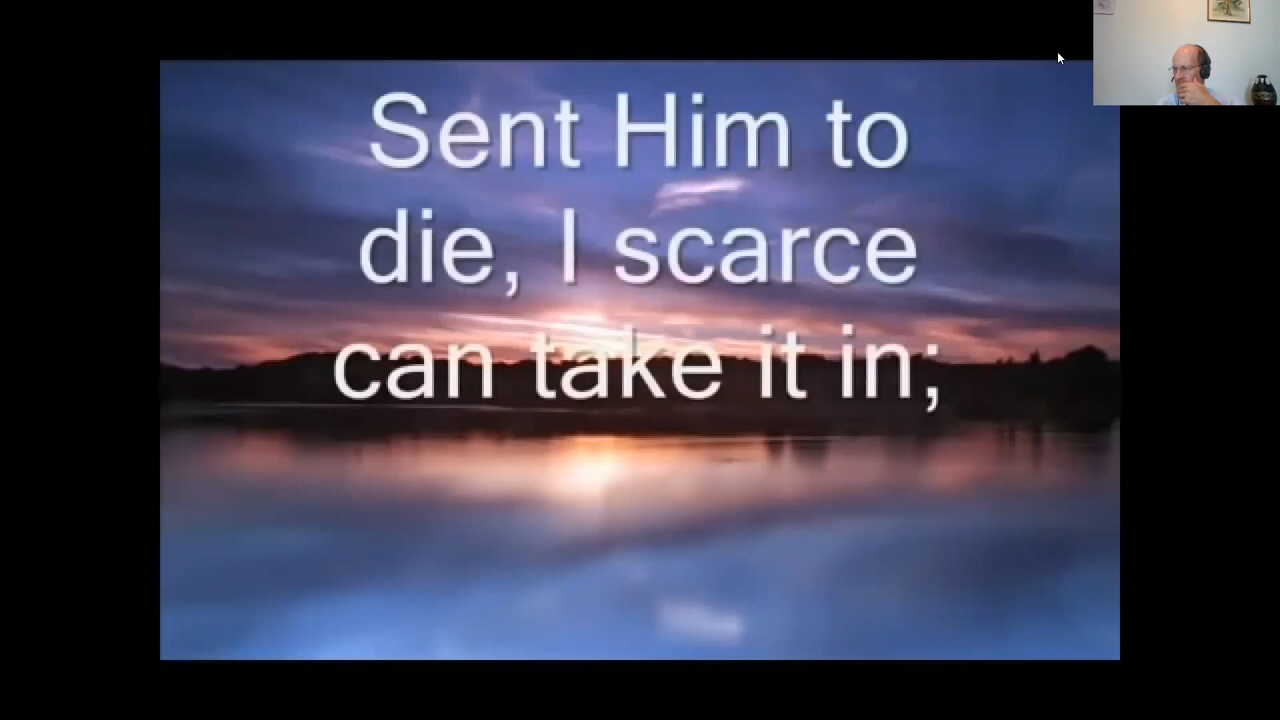 Sent Him to
die, I scarce
can take it in;